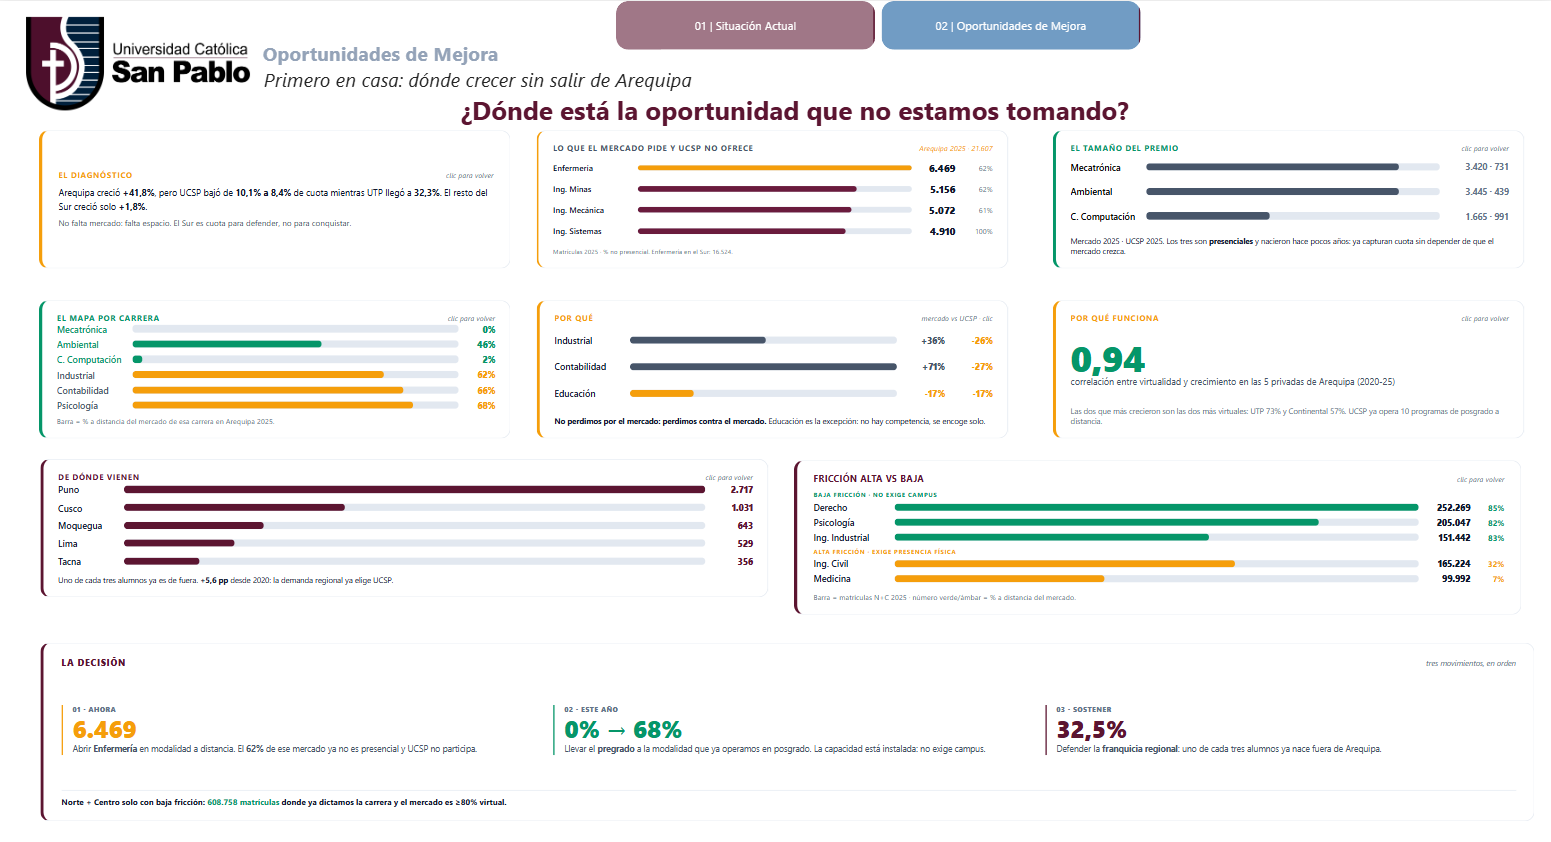 01 | Situación Actual
02 | Oportunidades de Mejora
Universidad Católica
San Pablo
Oportunidades de Mejora
Primero en casa: dónde crecer sin salir de Arequipa
¿Dónde está la oportunidad que no estamos tomando?
EL DIAGNÓSTICO
clic para volver
Arequipa creció +41,8%, pero UCSP bajó de 10,1% a 8,4% de cuota mientras UTP llegó a 32,3%. El resto del
Sur creció solo +1,8%.
No falta mercado: falta espacio. El Sur es cuota para defender, no para conquistar.
LO QUE EL MERCADO PIDE Y UCSP NO OFRECE
Arequipa 2025 · 21.607
Enfermería 6.469 62%
Ing. Minas 5.156 62%
Ing. Mecánica 5.072 61%
Ing. Sistemas 4.910 100%
Matrículas 2025 · % no presencial. Enfermería en el Sur: 16.524.
EL TAMAÑO DEL PREMIO
clic para volver
Mecatrónica 3.420 · 731
Ambiental 3.445 · 439
C. Computación 1.665 · 991
Mercado 2025 · UCSP 2025. Los tres son presenciales y nacieron hace pocos años: ya capturan cuota sin depender de que el
mercado crezca.
EL MAPA POR CARRERA
clic para volver
Mecatrónica 0%
Ambiental 46%
C. Computación 2%
Industrial 62%
Contabilidad 66%
Psicología 68%
Barra = % a distancia del mercado de esa carrera en Arequipa 2025.
POR QUÉ
mercado vs UCSP · clic
Industrial +36% -26%
Contabilidad +71% -27%
Educación -17% -17%
No perdimos por el mercado: perdimos contra el mercado. Educación es la excepción: no hay competencia, se encoge solo.
POR QUÉ FUNCIONA
clic para volver
0,94
correlación entre virtualidad y crecimiento en las 5 privadas de Arequipa (2020-25)
Las dos que más crecieron son las dos más virtuales: UTP 73% y Continental 57%. UCSP ya opera 10 programas de posgrado a
distancia.
DE DÓNDE VIENEN
clic para volver
Puno 2.717
Cusco 1.031
Moquegua 643
Lima 529
Tacna 356
Uno de cada tres alumnos ya es de fuera. +5,6 pp desde 2020: la demanda regional ya elige UCSP.
FRICCIÓN ALTA VS BAJA
clic para volver
BAJA FRICCIÓN · NO EXIGE CAMPUS
Derecho 252.269 85%
Psicología 205.047 82%
Ing. Industrial 151.442 83%
ALTA FRICCIÓN · EXIGE PRESENCIA FÍSICA
Ing. Civil 165.224 32%
Medicina 99.992 7%
Barra = matrículas N+C 2025 · número verde/ámbar = % a distancia del mercado.
LA DECISIÓN
tres movimientos, en orden
01 · AHORA
6.469
Abrir Enfermería en modalidad a distancia. El 62% de ese mercado ya no es presencial y UCSP no participa.
02 · ESTE AÑO
0% → 68%
Llevar el pregrado a la modalidad que ya operamos en posgrado. La capacidad está instalada: no exige campus.
03 · SOSTENER
32,5%
Defender la franquicia regional: uno de cada tres alumnos ya nace fuera de Arequipa.
Norte + Centro solo con baja fricción: 608.758 matrículas donde ya dictamos la carrera y el mercado es ≥80% virtual.